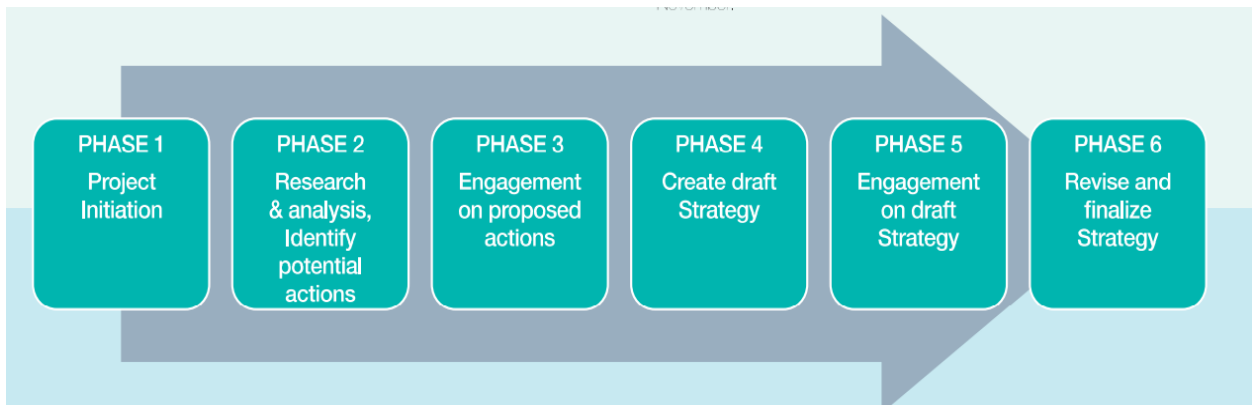 PHASE 1
Project
Initiation
PHASE 2
Research
& analysis,
Identify
potential
actions
PHASE 3
Engagement
on proposed
actions
PHASE 4
Create draft
Strategy
PHASE 5
Engagement
on draft
Strategy
PHASE 6
Revise and
finalize
Strategy